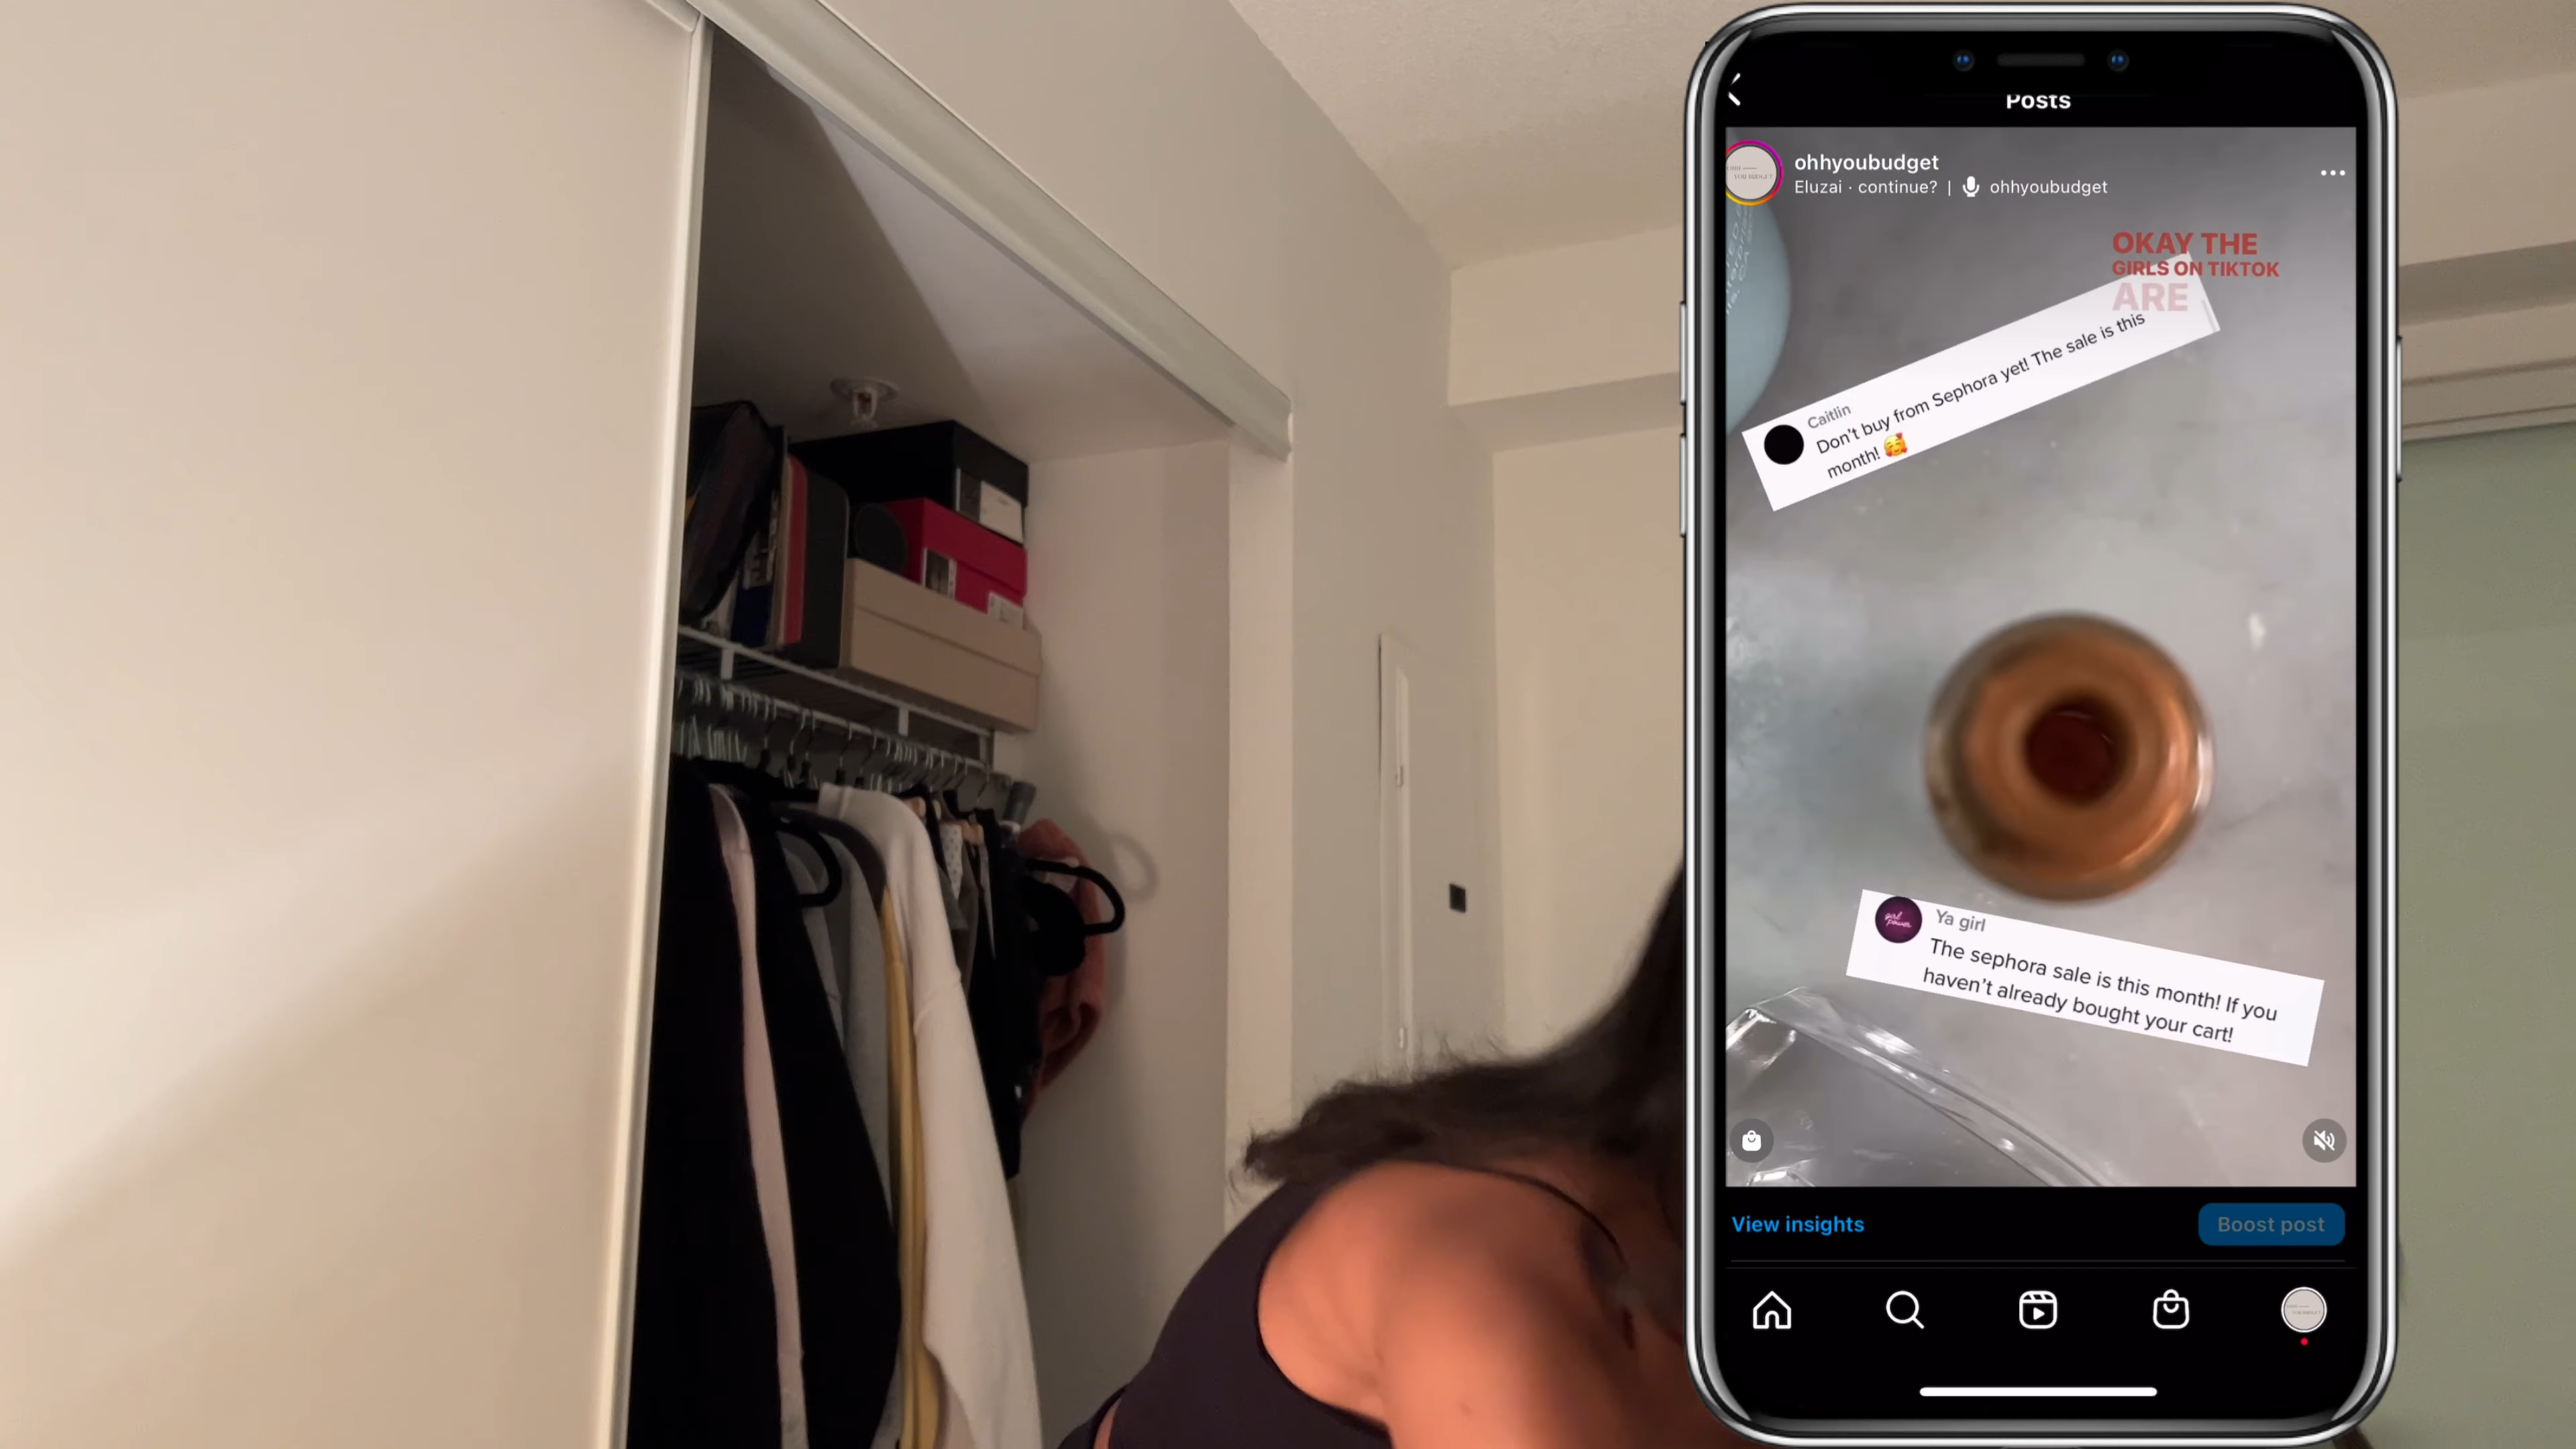 Posts
ohhyoubudget
Eluzai · continue? | ohhyoubudget
OKAY THE
GIRLS ON TIKTOK
ARE
Caitlin
Don't buy from Sephora yet! The sale is this
month! 🥰
girl
power
Ya girl
The sephora sale is this month! If you
haven't already bought your cart!
View insights
Boost post